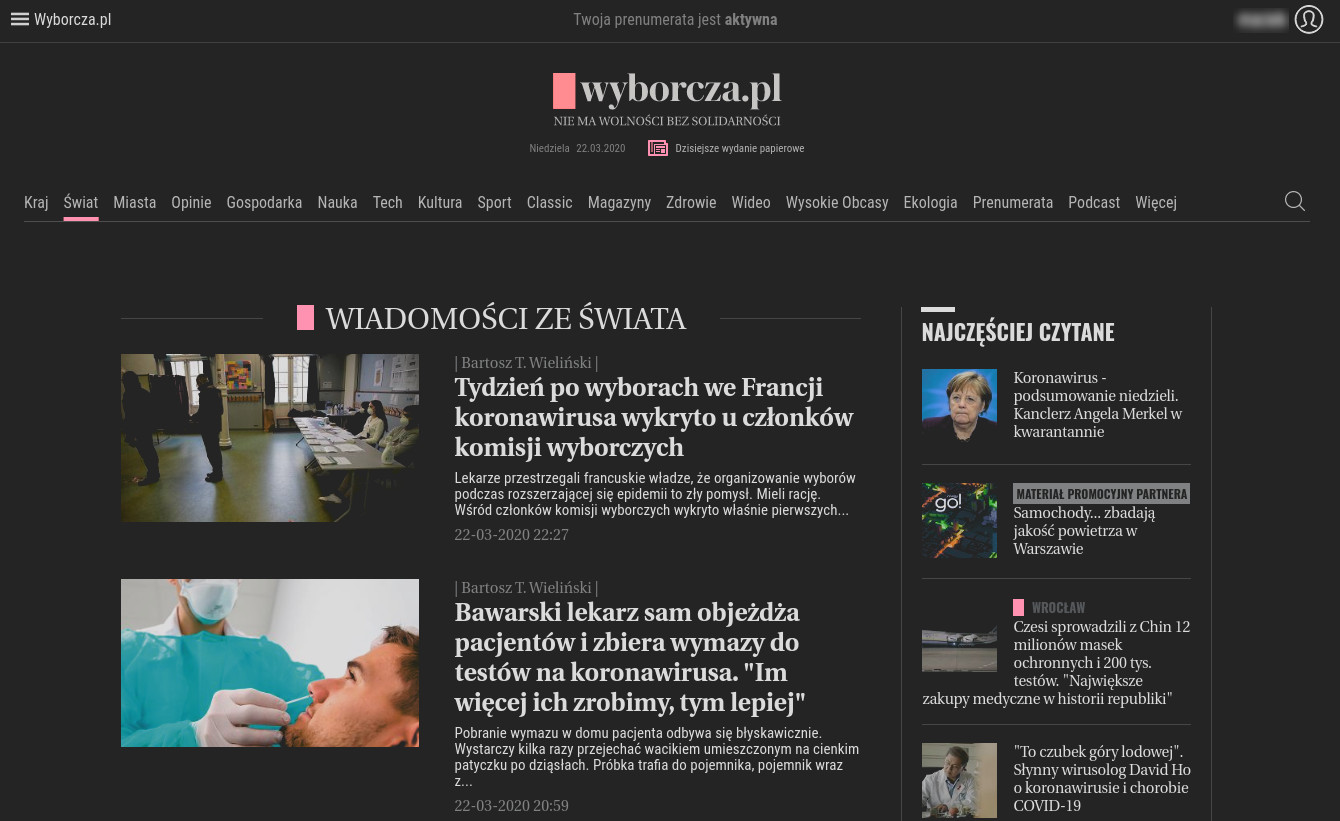 Wyborcza.pl
Twoja prenumerata jest aktywna
wyborcza.pl
NIE MA WOLNOŚCI BEZ SOLIDARNOŚCI
Niedziela 22.03.2020
Dzisiejsze wydanie papierowe
Kraj Świat Miasta Opinie Gospodarka Nauka Tech Kultura Sport Classic Magazyny Zdrowie Wideo Wysokie Obcasy Ekologia Prenumerata Podcast Więcej
WIADOMOŚCI ZE ŚWIATA
| Bartosz T. Wieliński |
Tydzień po wyborach we Francji
koronawirusa wykryto u członków
komisji wyborczych
Lekarze przestrzegali francuskie władze, że organizowanie wyborów
podczas rozszerzającej się epidemii to zły pomysł. Mieli rację.
Wśród członków komisji wyborczych wykryto właśnie pierwszych...
22-03-2020 22:27
| Bartosz T. Wieliński |
Bawarski lekarz sam objeżdża
pacjentów i zbiera wymazy do
testów na koronawirusa. "Im
więcej ich zrobimy, tym lepiej"
Pobranie wymazu w domu pacjenta odbywa się błyskawicznie.
Wystarczy kilka razy przejechać wacikiem umieszczonym na cienkim
patyczku po dziąsłach. Próbka trafia do pojemnika, pojemnik wraz
z...
22-03-2020 20:59
NAJCZĘŚCIEJ CZYTANE
Koronawirus -
podsumowanie niedzieli.
Kanclerz Angela Merkel w
kwarantannie
go!
MATERIAŁ PROMOCYJNY PARTNERA
Samochody... zbadają
jakość powietrza w
Warszawie
WROCŁAW
Czesi sprowadzili z Chin 12
milionów masek
ochronnych i 200 tys.
testów. "Największe
zakupy medyczne w historii republiki"
"To czubek góry lodowej".
Słynny wirusolog David Ho
o koronawirusie i chorobie
COVID-19